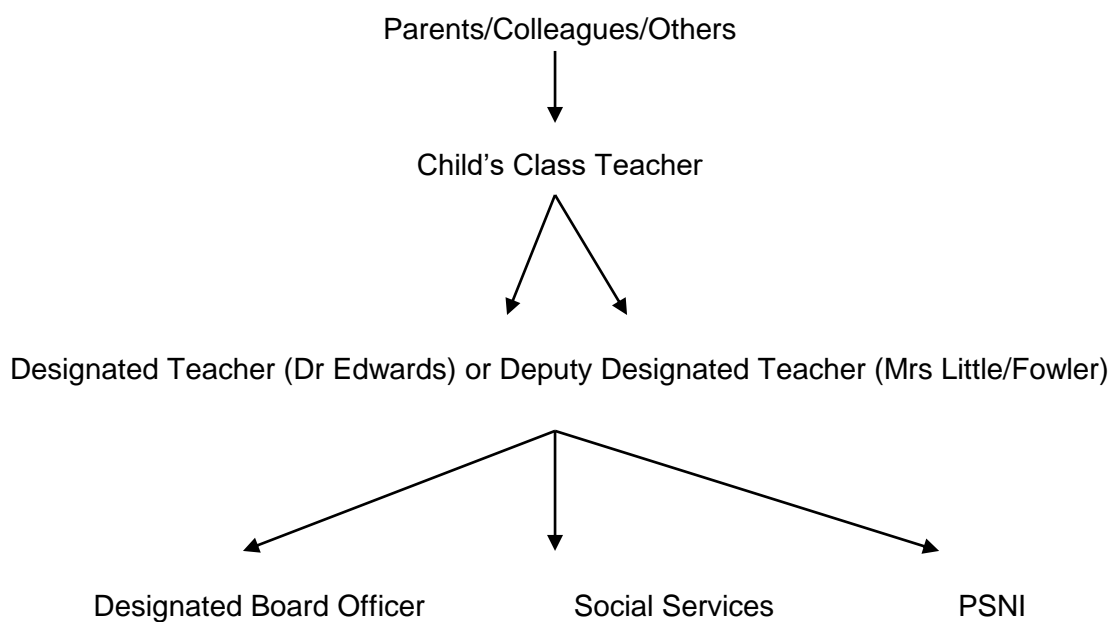 Parents/Colleagues/Others
Child’s Class Teacher
Designated Teacher (Dr Edwards) or Deputy Designated Teacher (Mrs Little/Fowler)
Designated Board Officer Social Services PSNI